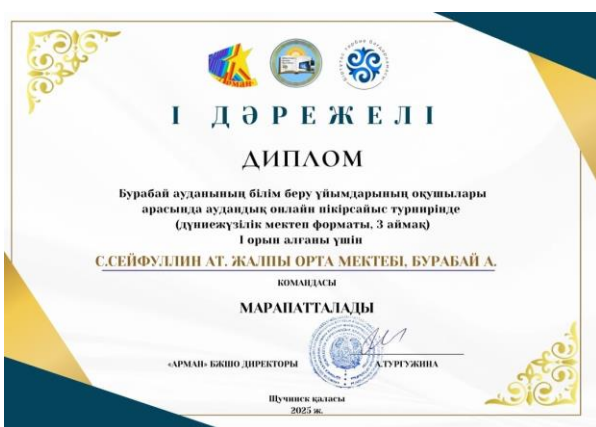 Арман
І ДӘРЕЖЕЛІ
ДИПЛОМ
Бурабай ауданының білім беру ұйымдарының оқушылары
арасында аудандық онлайн пікірсайыс турнирінде
(дүниежүзілік мектеп форматы, 3 аймақ)
І орын алғаны үшін
С.СЕЙФУЛЛИН АТ. ЖАЛПЫ ОРТА МЕКТЕБІ, БУРАБАЙ А.
КОМАНДАСЫ
МАРАПАТТАЛАДЫ
«АРМАН» БЖШО ДИРЕКТОРЫ А.ТУРГУЖИНА
Щучинск қаласы
2025 ж.